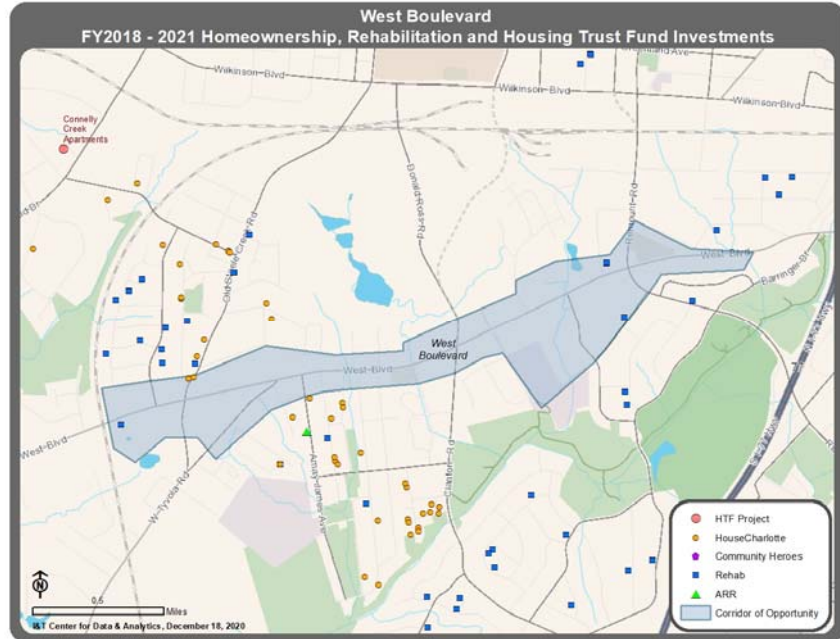 West Boulevard
FY2018 - 2021 Homeownership, Rehabilitation and Housing Trust Fund Investments
Wilkinson Blvd
Wilkinson Blvd
Wilkinson Blvd
Connelly
Creek
Apartments
Donald Ross Rd
Remount Rd
Old Steele Creek Rd
West Blvd
Barringer Dr
West
Boulevard
West Blvd
West Blvd
W Tyvola Rd
Amay James Ave
Clanton Rd
HTF Project
HouseCharlotte
Community Heroes
Rehab
ARR
Corridor of Opportunity
N
0.5
Miles
I&T Center for Data & Analytics, December 18, 2020